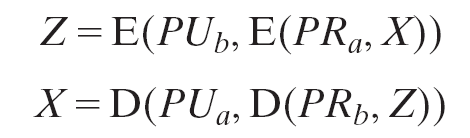 Z = E(PU_b, E(PR_a, X))
X = D(PU_a, D(PR_b, Z))